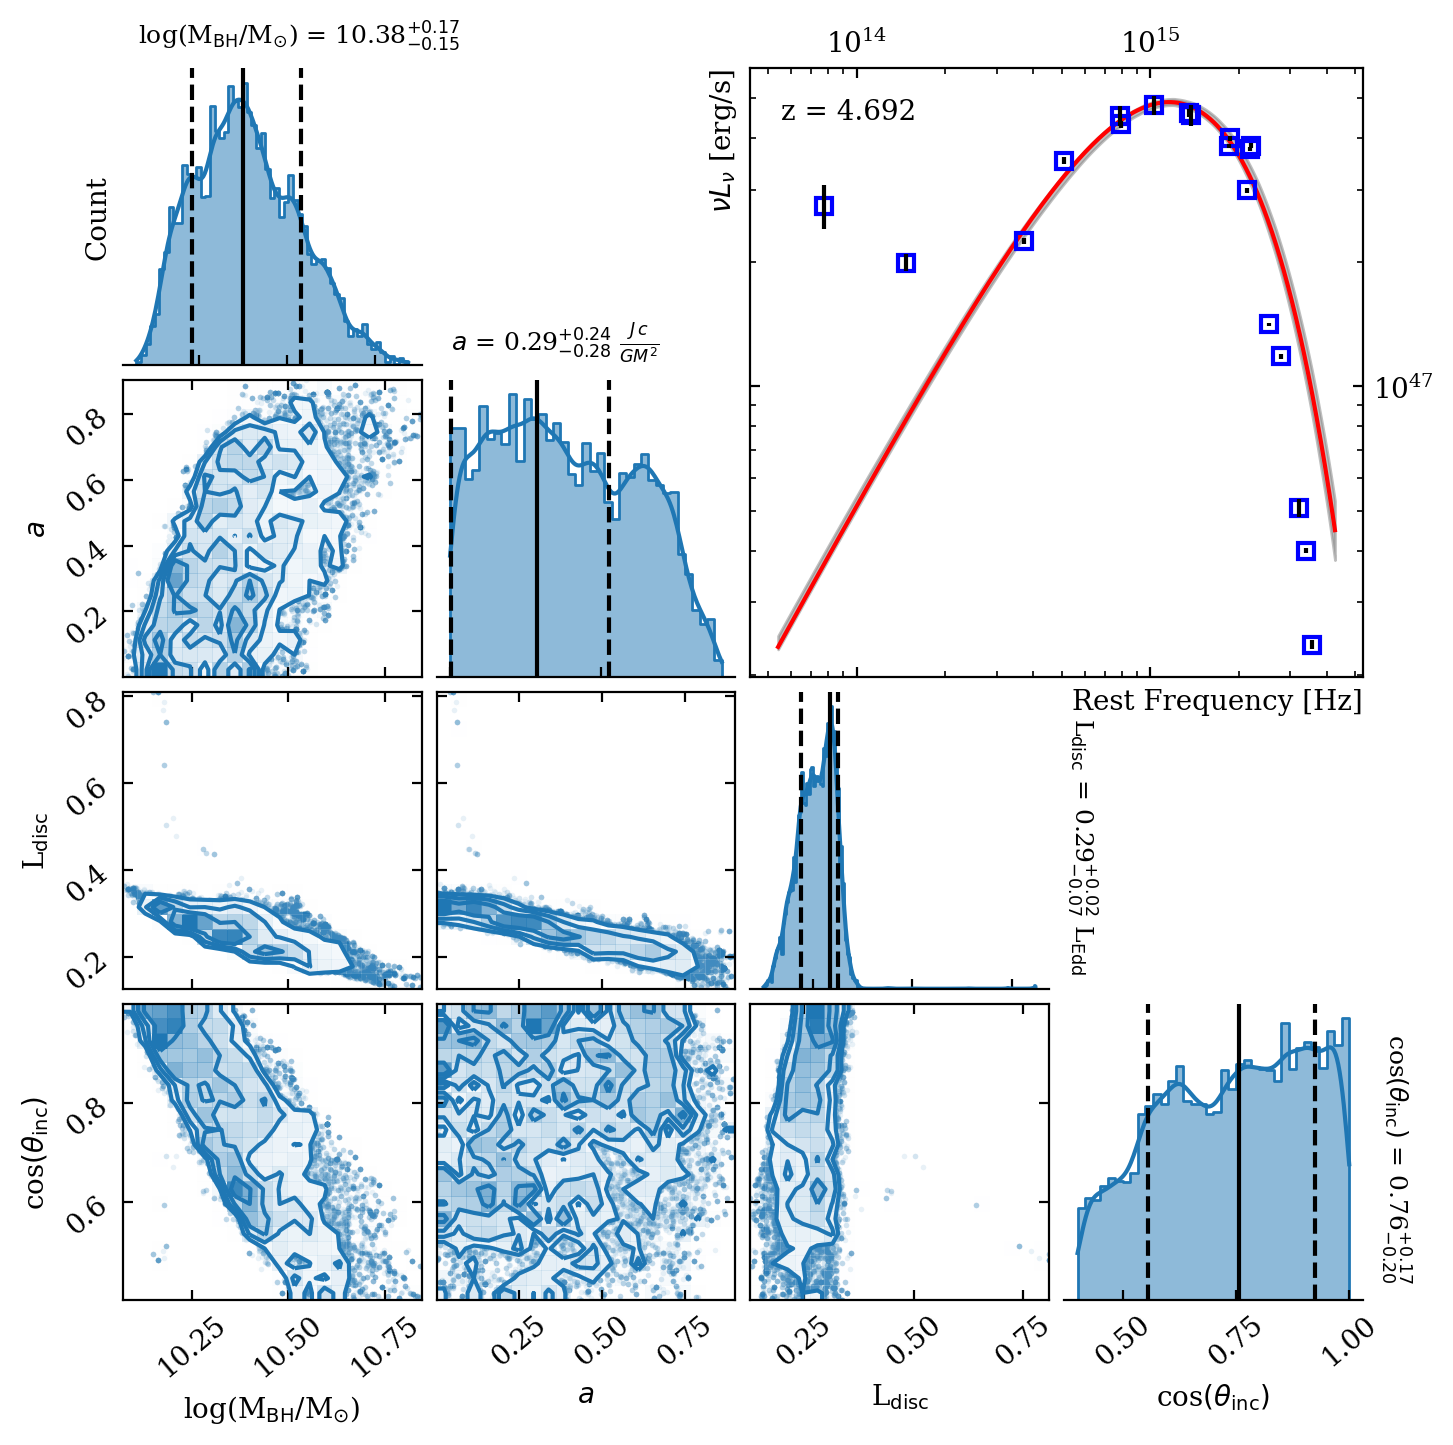 log(M_BH/M_⊙) = 10.38^{+0.17}_{−0.15}
10^14
10^15
Count
νL_ν [erg/s]
z = 4.692
10^47
Rest Frequency [Hz]
a = 0.29^{+0.24}_{−0.28} Jc/GM^2
a
0.8
0.6
0.4
0.2
L_disc
0.8
0.6
0.4
0.2
L_disc = 0.29^{+0.02}_{−0.07} L_Edd
cos(θ_inc)
0.8
0.6
cos(θ_inc) = 0.76^{+0.17}_{−0.20}
10.25 10.50 10.75
0.25 0.50 0.75
0.25 0.50 0.75
0.50 0.75 1.00
log(M_BH/M_⊙)
a
L_disc
cos(θ_inc)